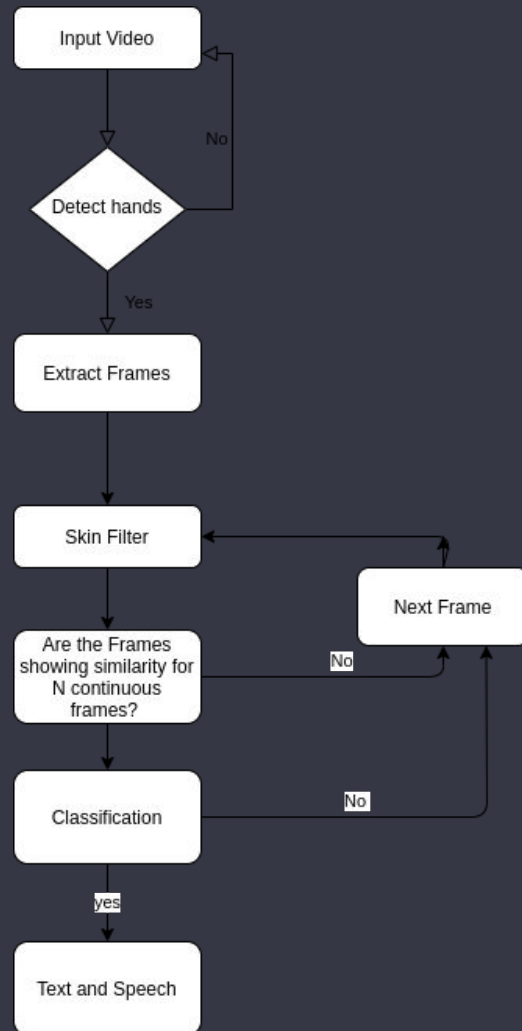 Input Video
No
Detect hands
Yes
Extract Frames
Skin Filter
Next Frame
Are the Frames
showing similarity for
N continuous
frames?
No
Classification
No
yes
Text and Speech